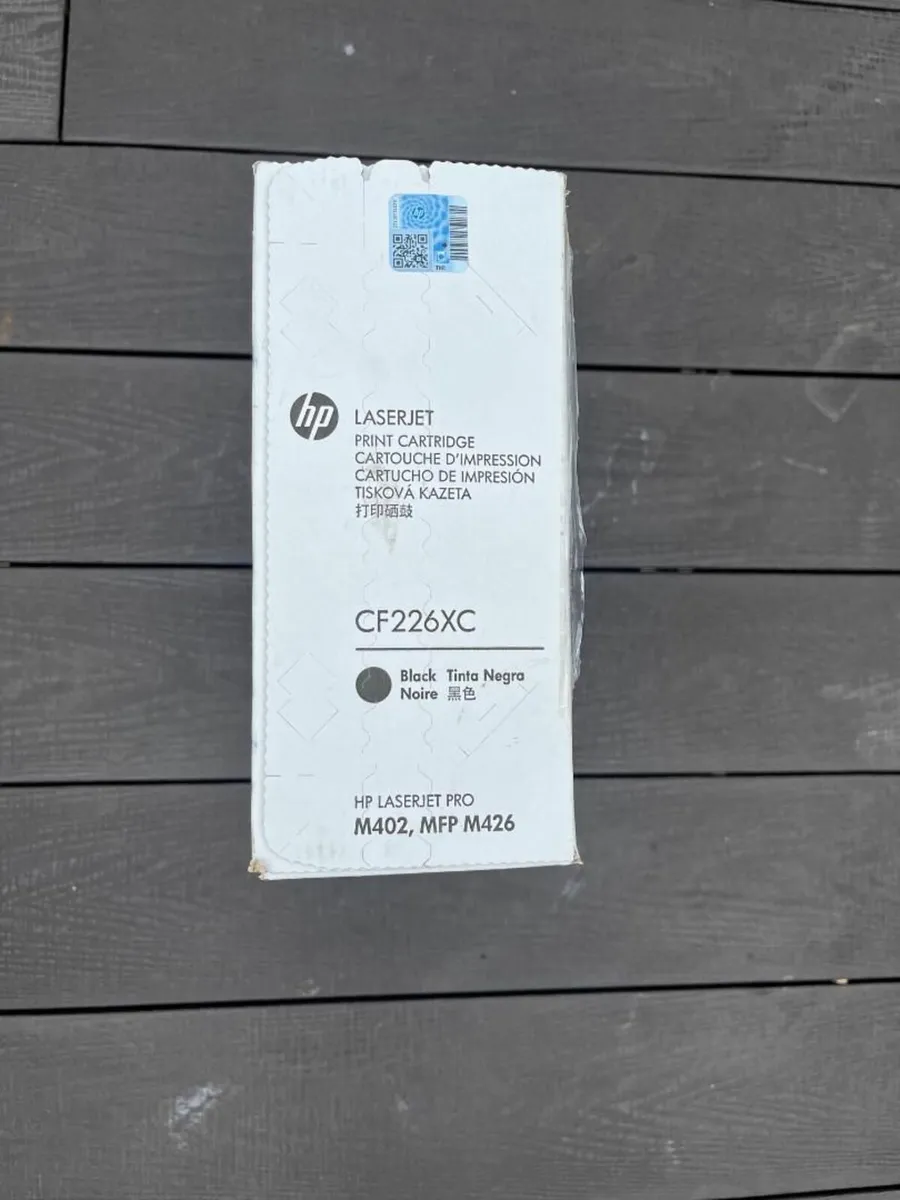 hp
LASERJET
PRINT CARTRIDGE
CARTOUCHE D'IMPRESSION
CARTUCHO DE IMPRESIÓN
TISKOVÁ KAZETA
打印硒鼓
CF226XC
Black Tinta Negra
Noire 黑色
HP LASERJET PRO
M402, MFP M426